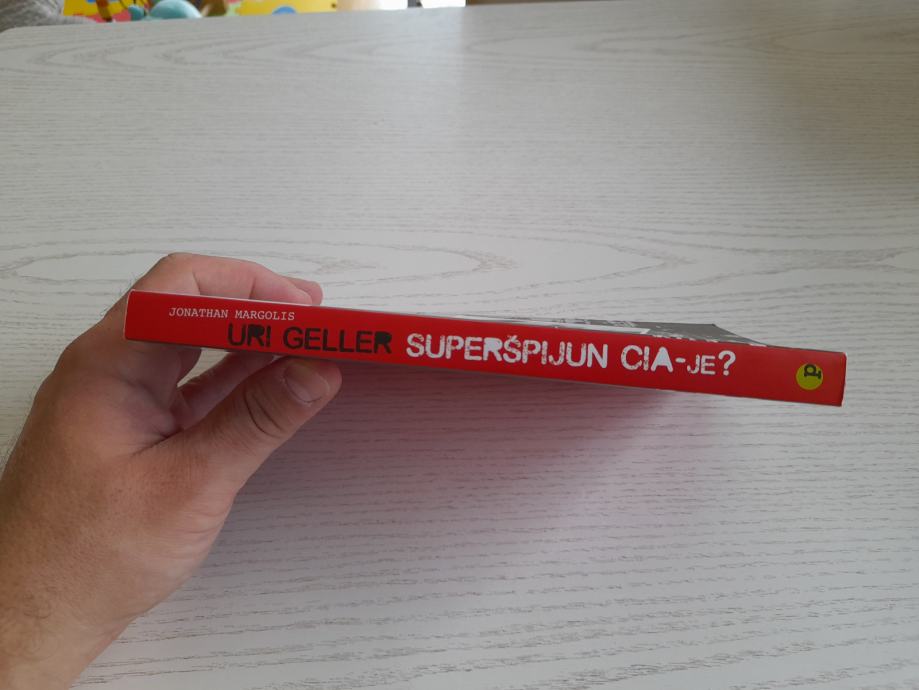 JONATHAN MARGOLIS
URI GELLER SUPERŠPIJUN CIA-JE?
p